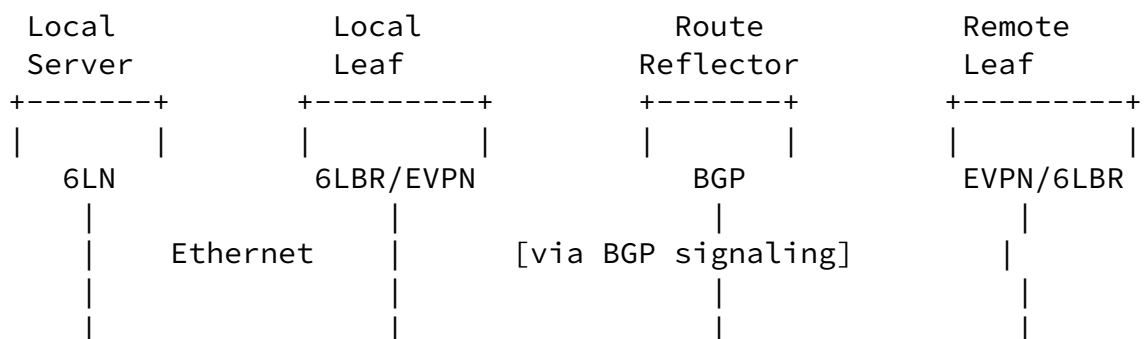 Local Local Route Remote
Server Leaf Reflector Leaf
+-------+ +---------+ +-------+ +---------+
| | | | | | | |
6LN 6LBR/EVPN BGP EVPN/6LBR
| | | |
| Ethernet | [via BGP signaling] |
| | | |
| | | |